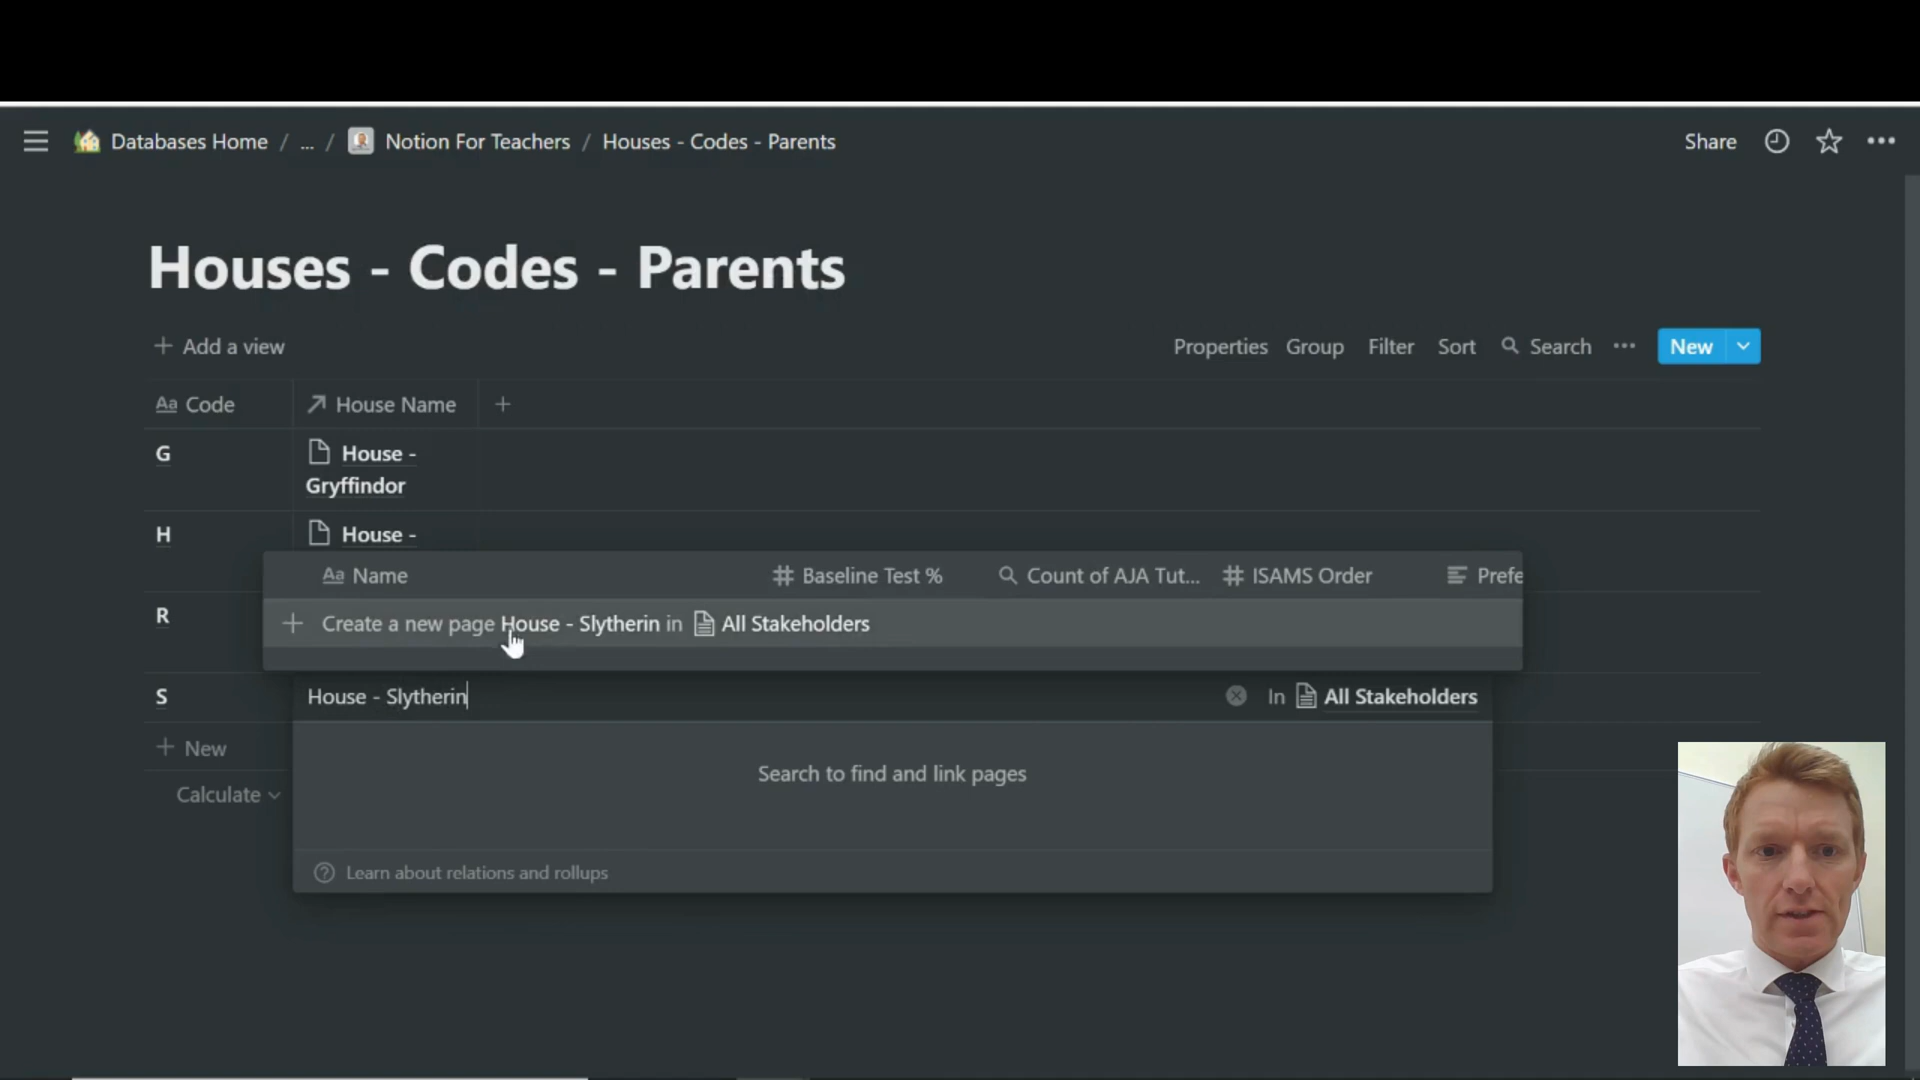 Databases Home / ... / Notion For Teachers / Houses - Codes - Parents
Share
Houses - Codes - Parents
+ Add a view
Properties Group Filter Sort Search ... New
Aa Code
House Name +
G
House -
Gryffindor
H
House -
Aa Name
# Baseline Test %
Count of AJA Tut...
# ISAMS Order
Prefe
R
+ Create a new page House - Slytherin in All Stakeholders
S
House - Slytherin
In All Stakeholders
+ New
Search to find and link pages
Calculate
? Learn about relations and rollups